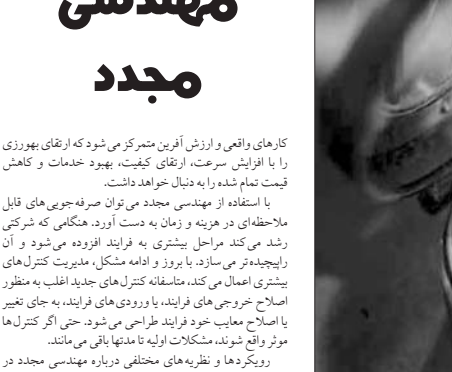 مهندسی
مجدد
کارهای واقعی و ارزش آفرین متمرکز می‌شود که ارتقای بهورزی
را با افزایش سرعت، ارتقای کیفیت، بهبود خدمات و کاهش
قیمت تمام شده را به دنبال خواهد داشت.
با استفاده از مهندسی مجدد می‌توان صرفه‌جویی‌های قابل
ملاحظه‌ای در هزینه و زمان به دست آورد. هنگامی که شرکتی
رشد می‌کند مراحل بیشتری به فرایند افزوده می‌شود و آن
راپیچیده‌تر می‌سازد. با بروز و ادامه مشکل، مدیریت کنترل‌های
بیشتری اعمال می‌کند، متاسفانه کنترل‌های جدید اغلب به منظور
اصلاح خروجی‌های فرایند، یا ورودی‌های فرایند، به جای تغییر
یا اصلاح معایب خود فرایند طراحی می‌شود. حتی اگر کنترل‌ها
موثر واقع شوند، مشکلات اولیه تا مدتها باقی می‌مانند.
رویکردها و نظریه‌های مختلفی درباره مهندسی مجدد در